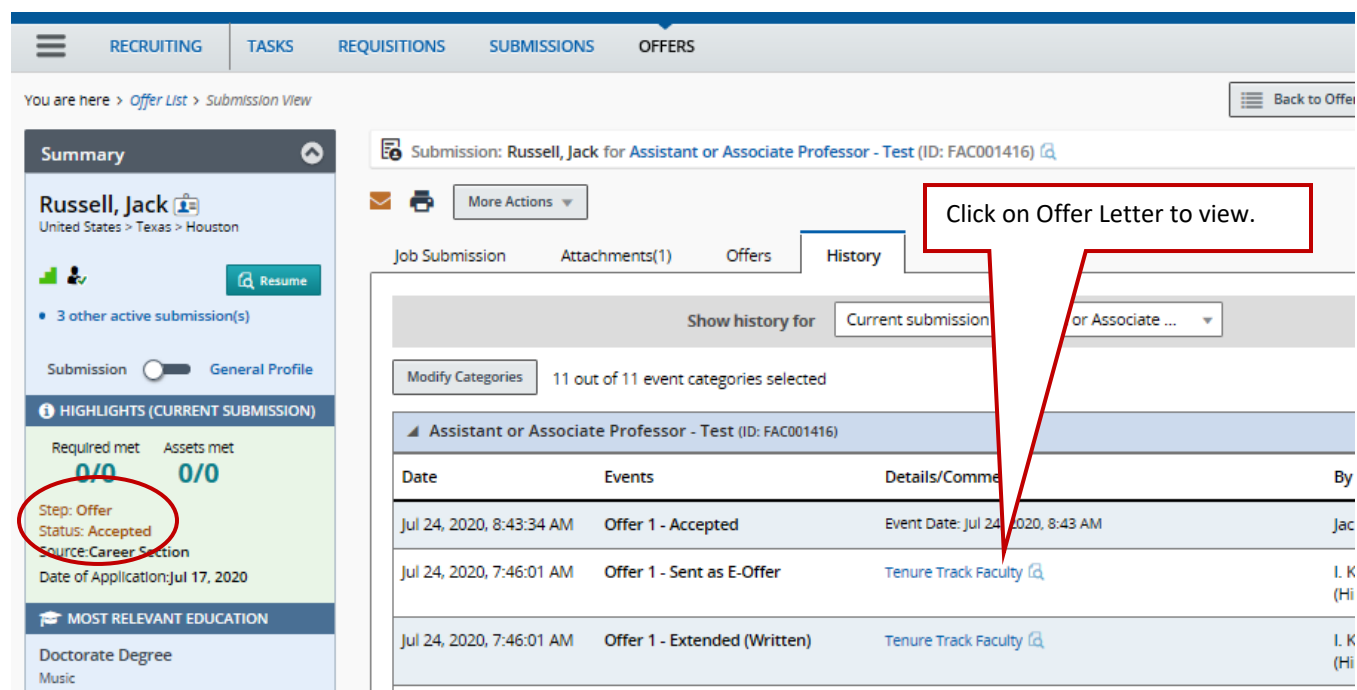 RECRUITING TASKS REQUISITIONS SUBMISSIONS OFFERS
You are here > Offer List > Submission View
Back to Offer
Summary
Russell, Jack
United States > Texas > Houston
Resume
3 other active submission(s)
Submission General Profile
HIGHLIGHTS (CURRENT SUBMISSION)
Required met Assets met
0/0 0/0
Step: Offer
Status: Accepted
Source:Career Section
Date of Application:Jul 17, 2020
MOST RELEVANT EDUCATION
Doctorate Degree
Music
Submission: Russell, Jack for Assistant or Associate Professor - Test (ID: FAC001416)
More Actions
Click on Offer Letter to view.
Job Submission Attachments(1) Offers History
Show history for Current submission or Associate ...
Modify Categories 11 out of 11 event categories selected
Assistant or Associate Professor - Test (ID: FAC001416)
Date Events Details/Comme By
Jul 24, 2020, 8:43:34 AM Offer 1 - Accepted Event Date: Jul 24, 2020, 8:43 AM Jac
Jul 24, 2020, 7:46:01 AM Offer 1 - Sent as E-Offer Tenure Track Faculty I. K
(Hi
Jul 24, 2020, 7:46:01 AM Offer 1 - Extended (Written) Tenure Track Faculty I. K
(Hi